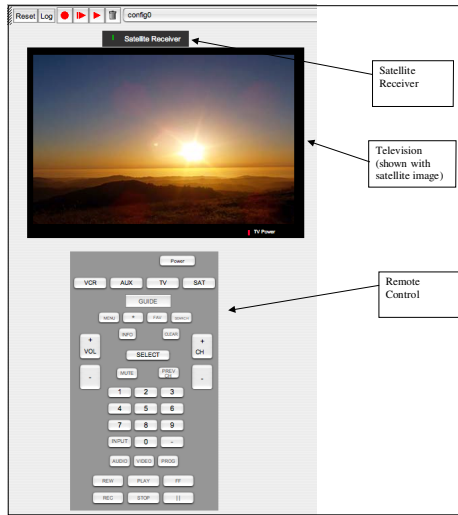 Reset Log config0
Satellite Receiver
Satellite
Receiver
Television
(shown with
satellite image)
TV Power
Power
VCR AUX TV SAT
GUIDE
MENU + FAV SEARCH
INFO CLEAR
+ +
VOL CH
SELECT
MUTE PREV.
CH
- -
1 2 3
4 5 6
7 8 9
INPUT 0 -
AUDIO VIDEO PROG.
REW PLAY FF
REC STOP | |
Remote
Control